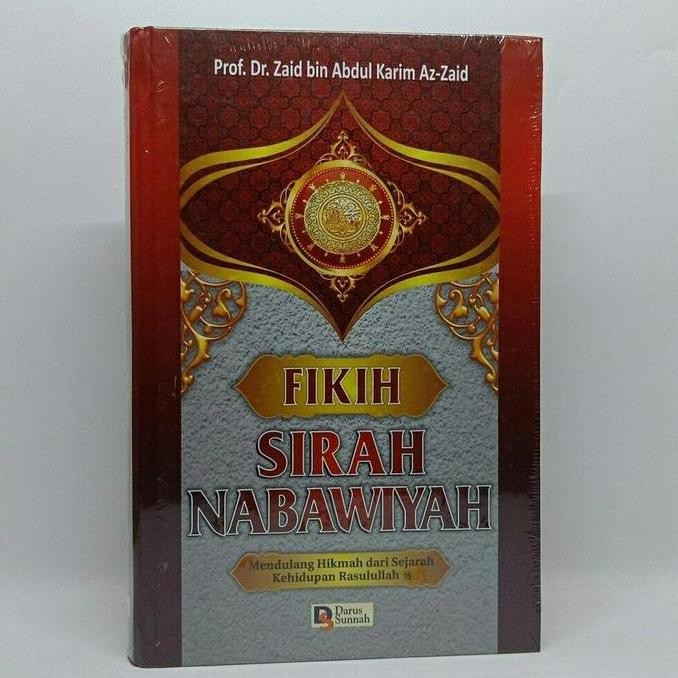 Prof. Dr. Zaid bin Abdul Karim Az-Zaid
FIKIH
SIRAH
NABAWIYAH
Mendulang Hikmah dari Sejarah
Kehidupan Rasulullah ﷺ
DS Darus
Sunnah